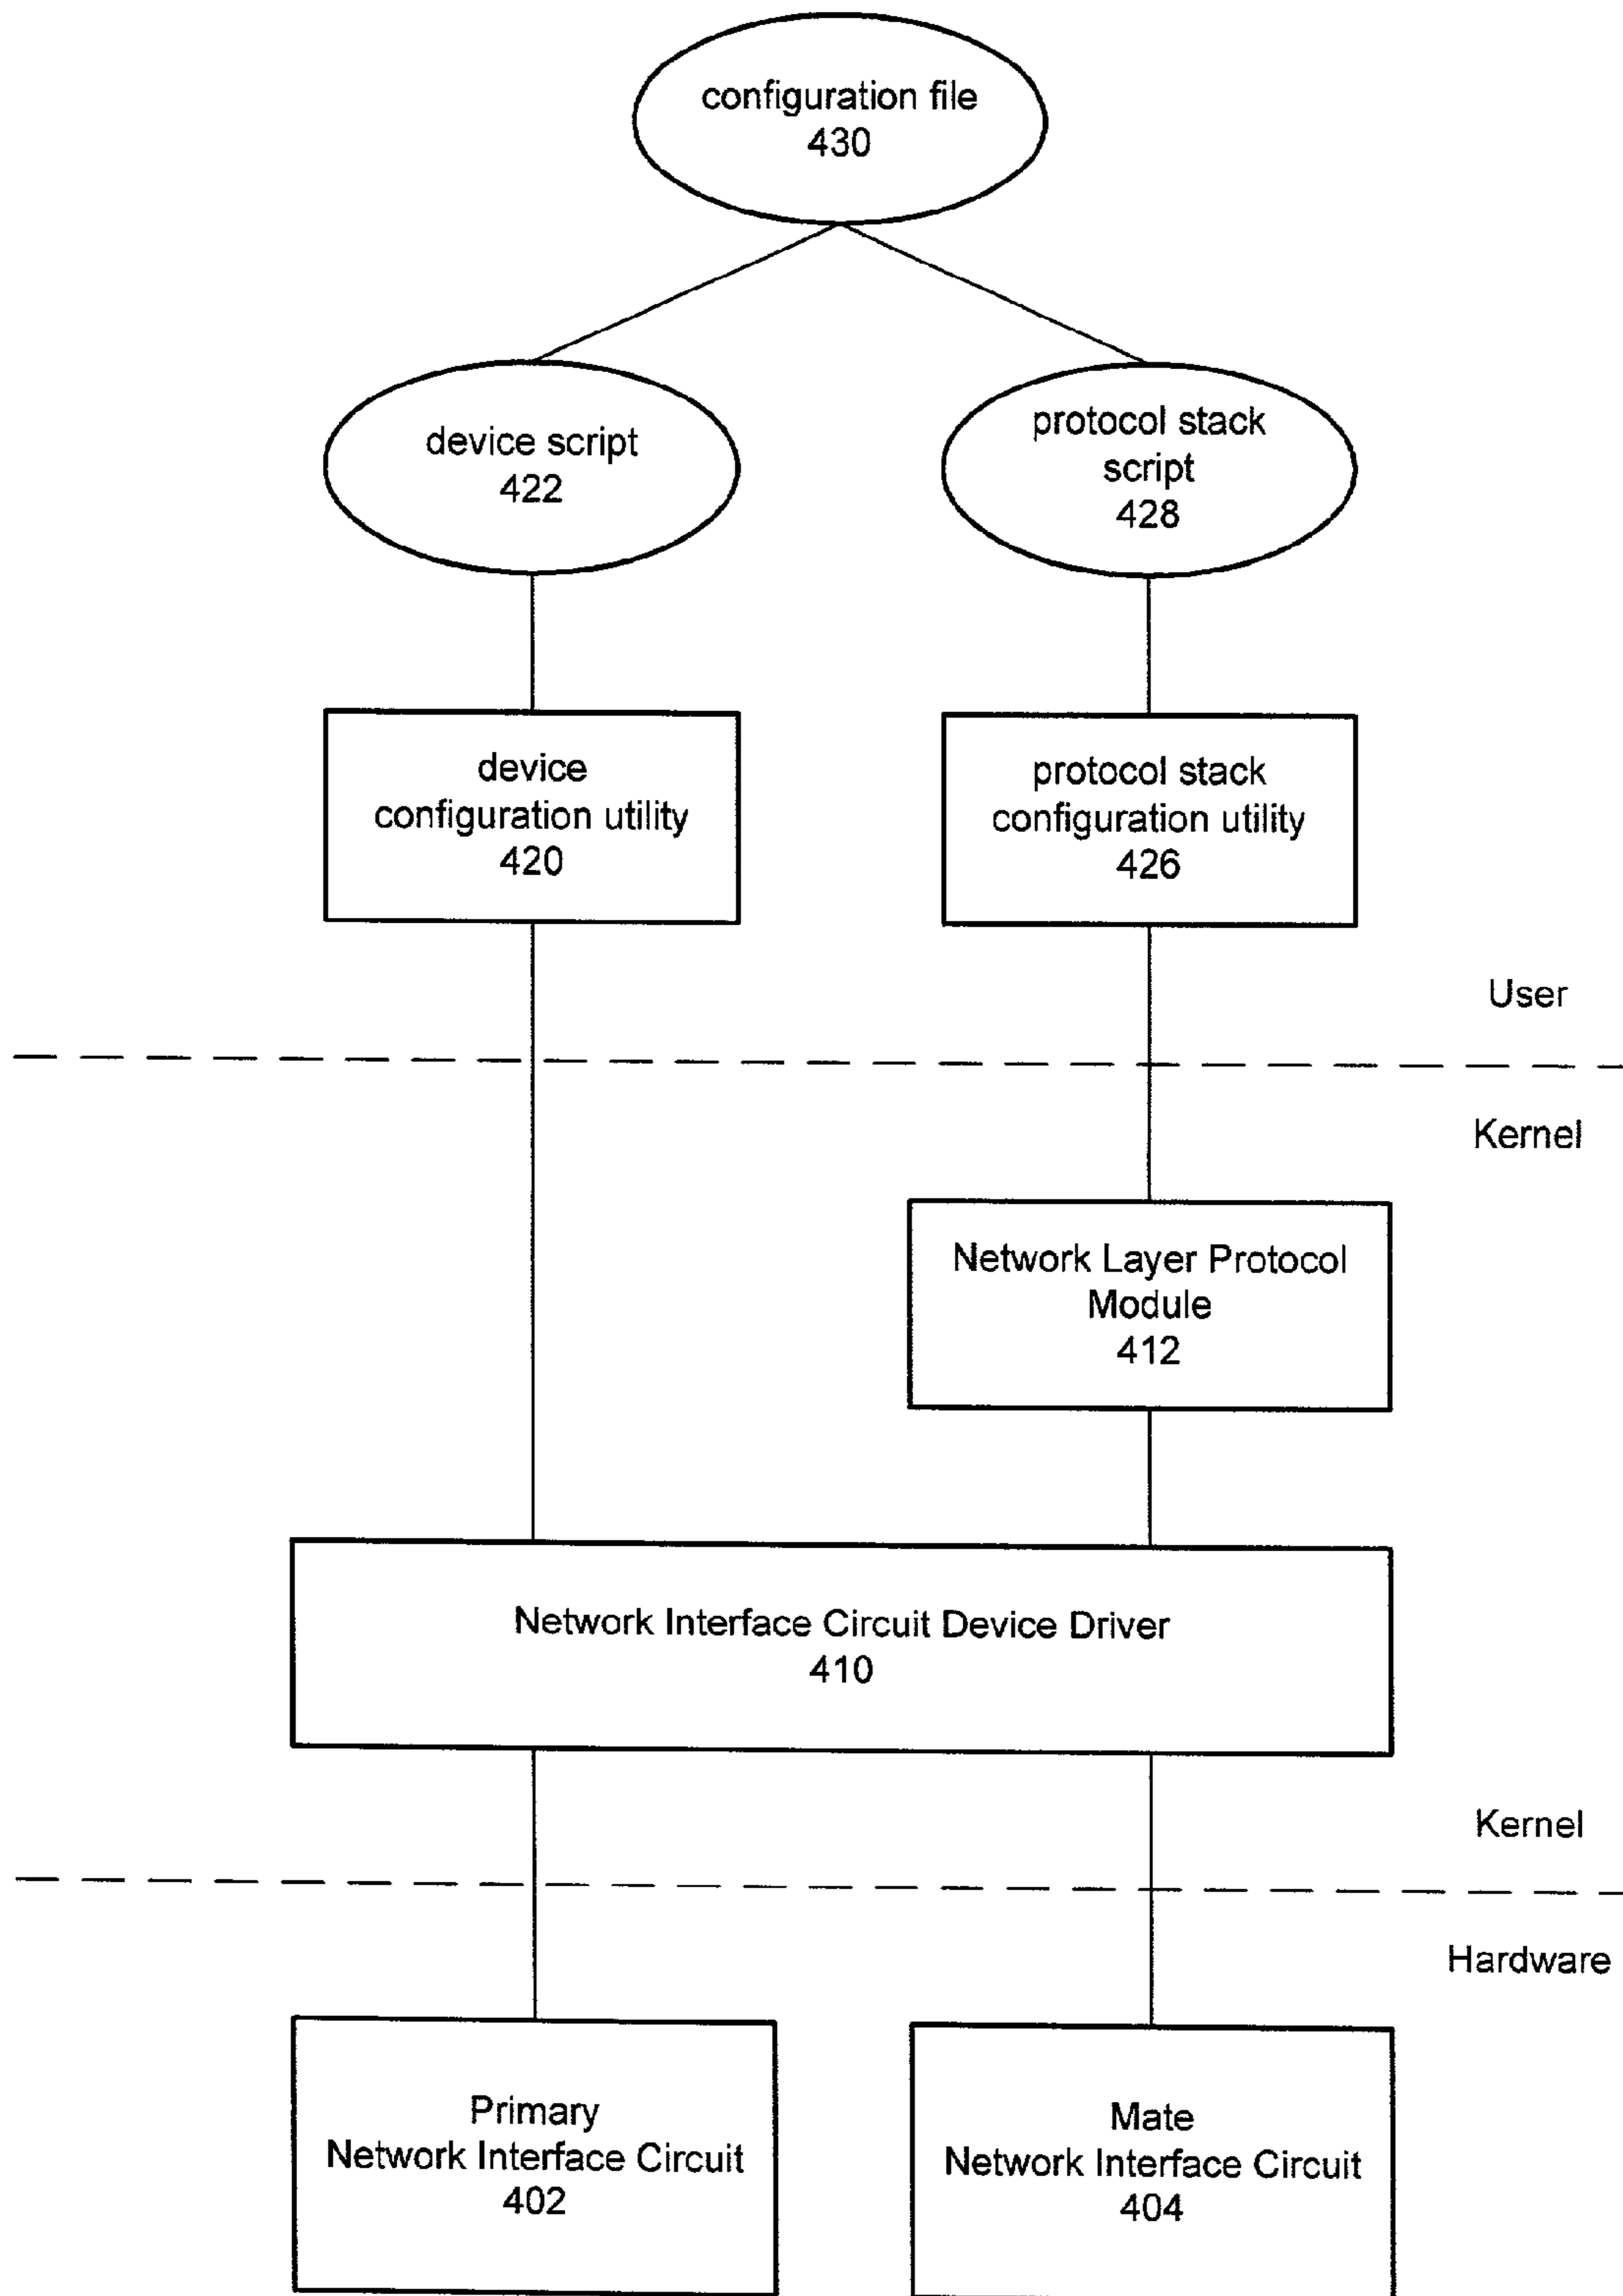 configuration file
430
device script
422
protocol stack
script
428
device
configuration utility
420
protocol stack
configuration utility
426
User
Kernel
Network Layer Protocol
Module
412
Network Interface Circuit Device Driver
410
Kernel
Hardware
Primary
Network Interface Circuit
402
Mate
Network Interface Circuit
404